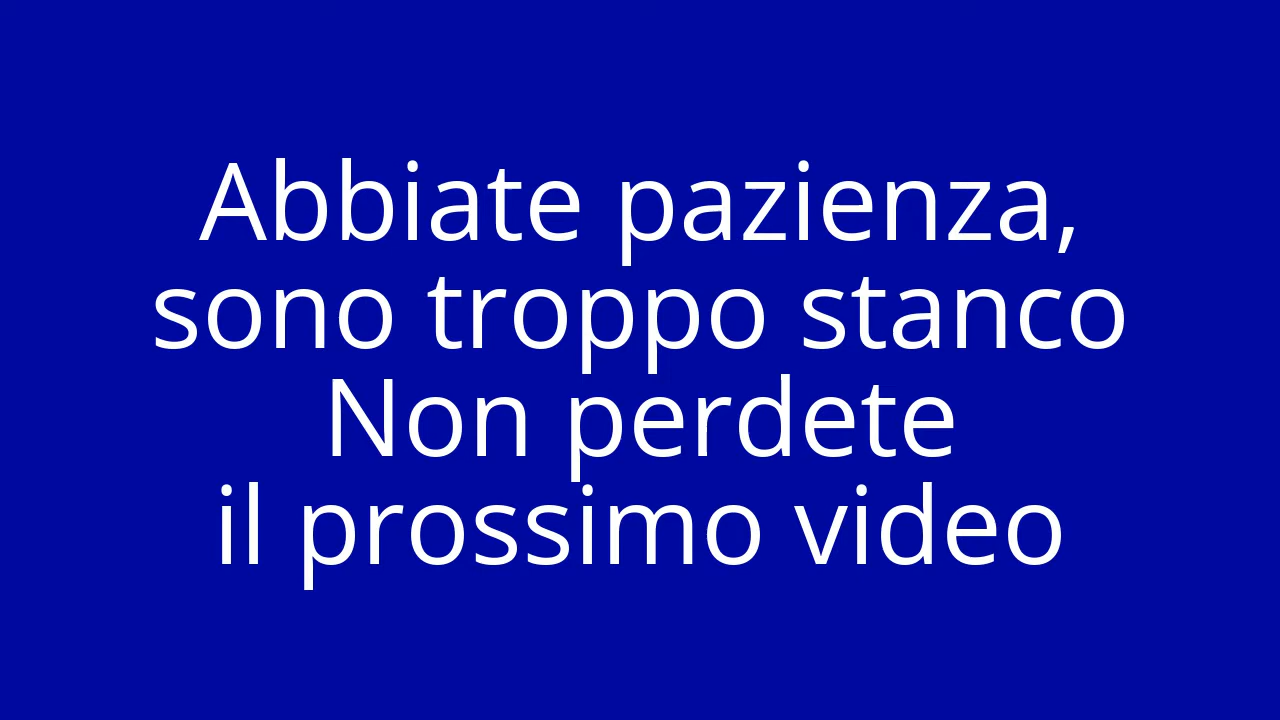 Abbiate pazienza,
sono troppo stanco
Non perdete
il prossimo video